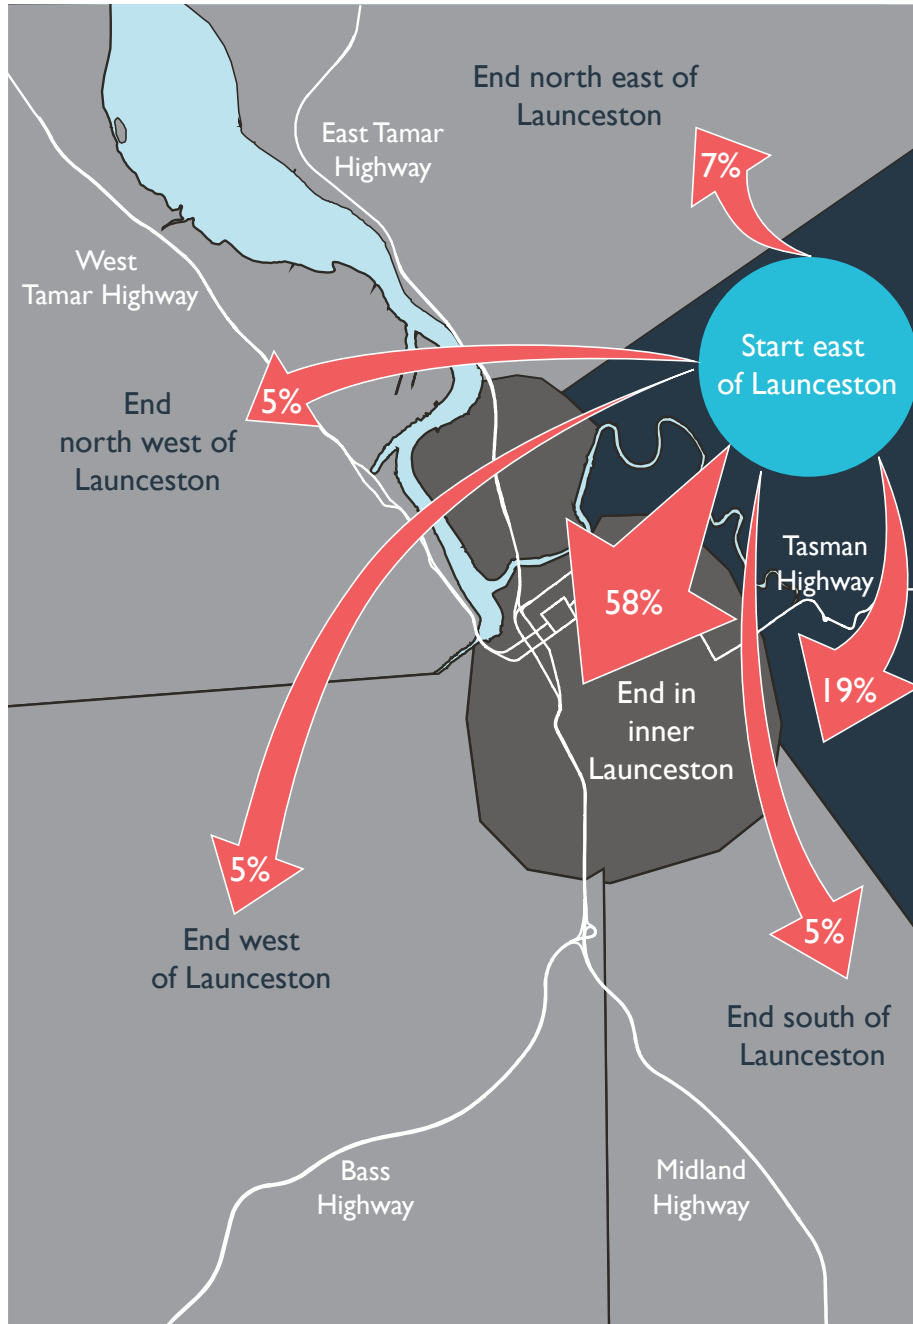 End north east of
Launceston
East Tamar
Highway
7%
West
Tamar Highway
Start east
of Launceston
5%
End
north west of
Launceston
Tasman
Highway
58%
19%
End in
inner
Launceston
5%
End west
of Launceston
5%
End south of
Launceston
Bass
Highway
Midland
Highway